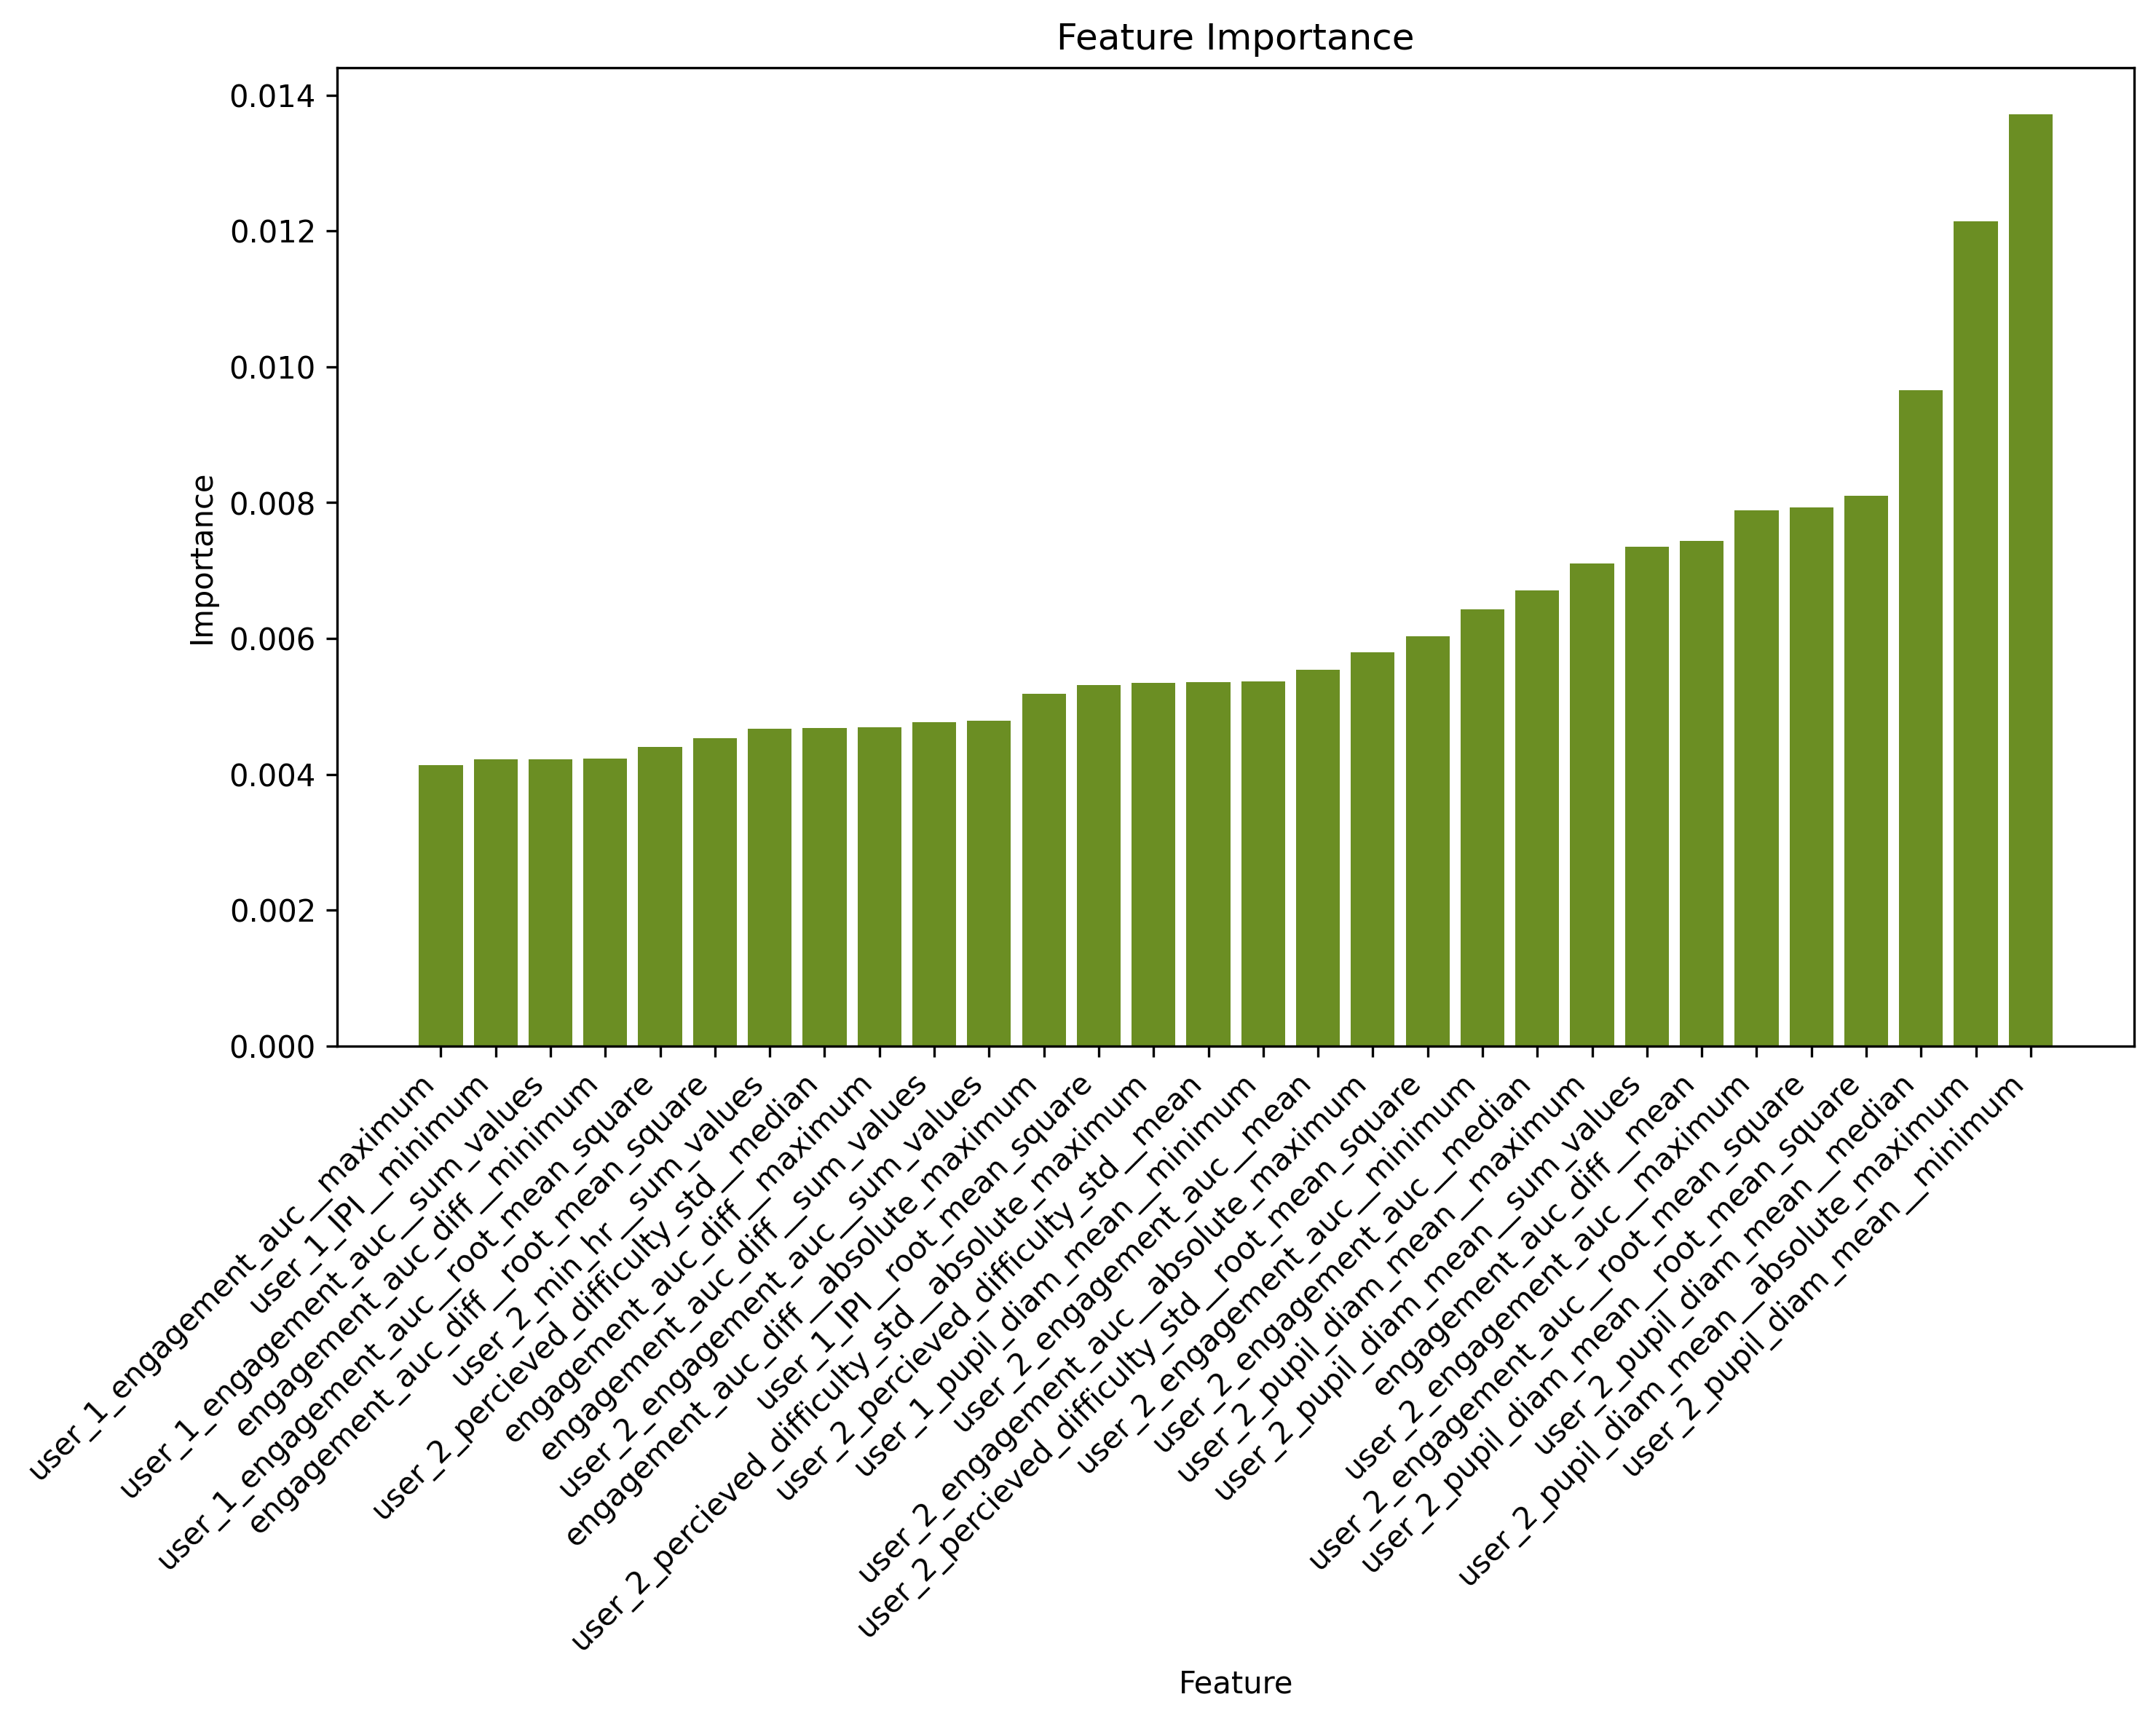 Feature Importance
0.014
0.012
0.010
0.008
0.006
0.004
0.002
0.000
Importance
user_1_engagement_auc__maximum
user_1_IPI__minimum
user_1_engagement_auc__sum_values
engagement_auc_diff__minimum
user_1_engagement_auc__root_mean_square
engagement_auc_diff__root_mean_square
user_2_min_hr__sum_values
user_2_percieved_difficulty_std__median
engagement_auc_diff__maximum
engagement_auc_diff__sum_values
user_2_engagement_auc__sum_values
engagement_auc_diff__absolute_maximum
user_1_IPI__root_mean_square
user_2_percieved_difficulty_std__absolute_maximum
user_2_percieved_difficulty_std__mean
user_1_pupil_diam_mean__minimum
user_2_engagement_auc__mean
user_2_engagement_auc__absolute_maximum
user_2_percieved_difficulty_std__root_mean_square
user_2_engagement_auc__minimum
user_2_engagement_auc__median
user_2_pupil_diam_mean__maximum
user_2_pupil_diam_mean__sum_values
engagement_auc_diff__mean
user_2_engagement_auc__maximum
user_2_engagement_auc__root_mean_square
user_2_pupil_diam_mean__root_mean_square
user_2_pupil_diam_mean__median
user_2_pupil_diam_mean__absolute_maximum
user_2_pupil_diam_mean__minimum
Feature